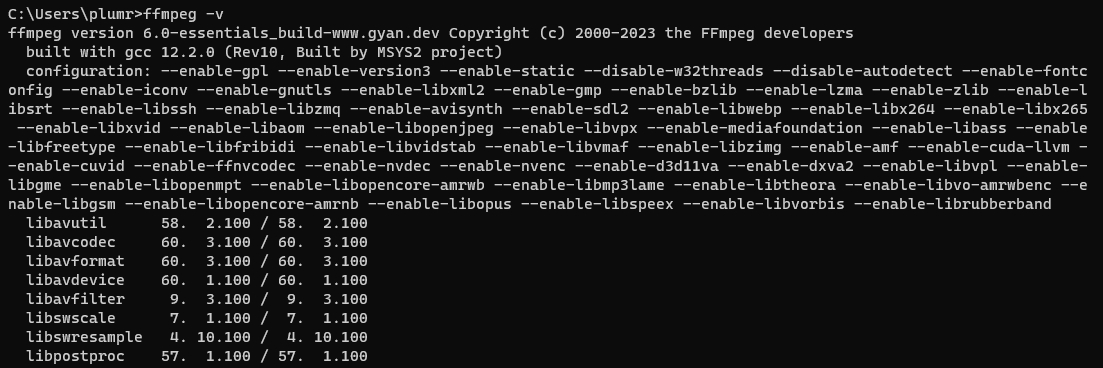 C:\Users\plumr>ffmpeg -v
ffmpeg version 6.0-essentials_build-www.gyan.dev Copyright (c) 2000-2023 the FFmpeg developers
  built with gcc 12.2.0 (Rev10, Built by MSYS2 project)
  configuration: --enable-gpl --enable-version3 --enable-static --disable-w32threads --disable-autodetect --enable-fontc
onfig --enable-iconv --enable-gnutls --enable-libxml2 --enable-gmp --enable-bzlib --enable-lzma --enable-zlib --enable-l
ibsrt --enable-libssh --enable-libzmq --enable-avisynth --enable-sdl2 --enable-libwebp --enable-libx264 --enable-libx265
 --enable-libxvid --enable-libaom --enable-libopenjpeg --enable-libvpx --enable-mediafoundation --enable-libass --enable
-libfreetype --enable-libfribidi --enable-libvidstab --enable-libvmaf --enable-libzimg --enable-amf --enable-cuda-llvm -
-enable-cuvid --enable-ffnvcodec --enable-nvdec --enable-nvenc --enable-d3d11va --enable-dxva2 --enable-libvpl --enable-
libgme --enable-libopenmpt --enable-libopencore-amrwb --enable-libmp3lame --enable-libtheora --enable-libvo-amrwbenc --e
nable-libgsm --enable-libopencore-amrnb --enable-libopus --enable-libspeex --enable-libvorbis --enable-librubberband
  libavutil      58.  2.100 / 58.  2.100
  libavcodec     60.  3.100 / 60.  3.100
  libavformat    60.  3.100 / 60.  3.100
  libavdevice    60.  1.100 / 60.  1.100
  libavfilter     9.  3.100 /  9.  3.100
  libswscale      7.  1.100 /  7.  1.100
  libswresample   4. 10.100 /  4. 10.100
  libpostproc    57.  1.100 / 57.  1.100